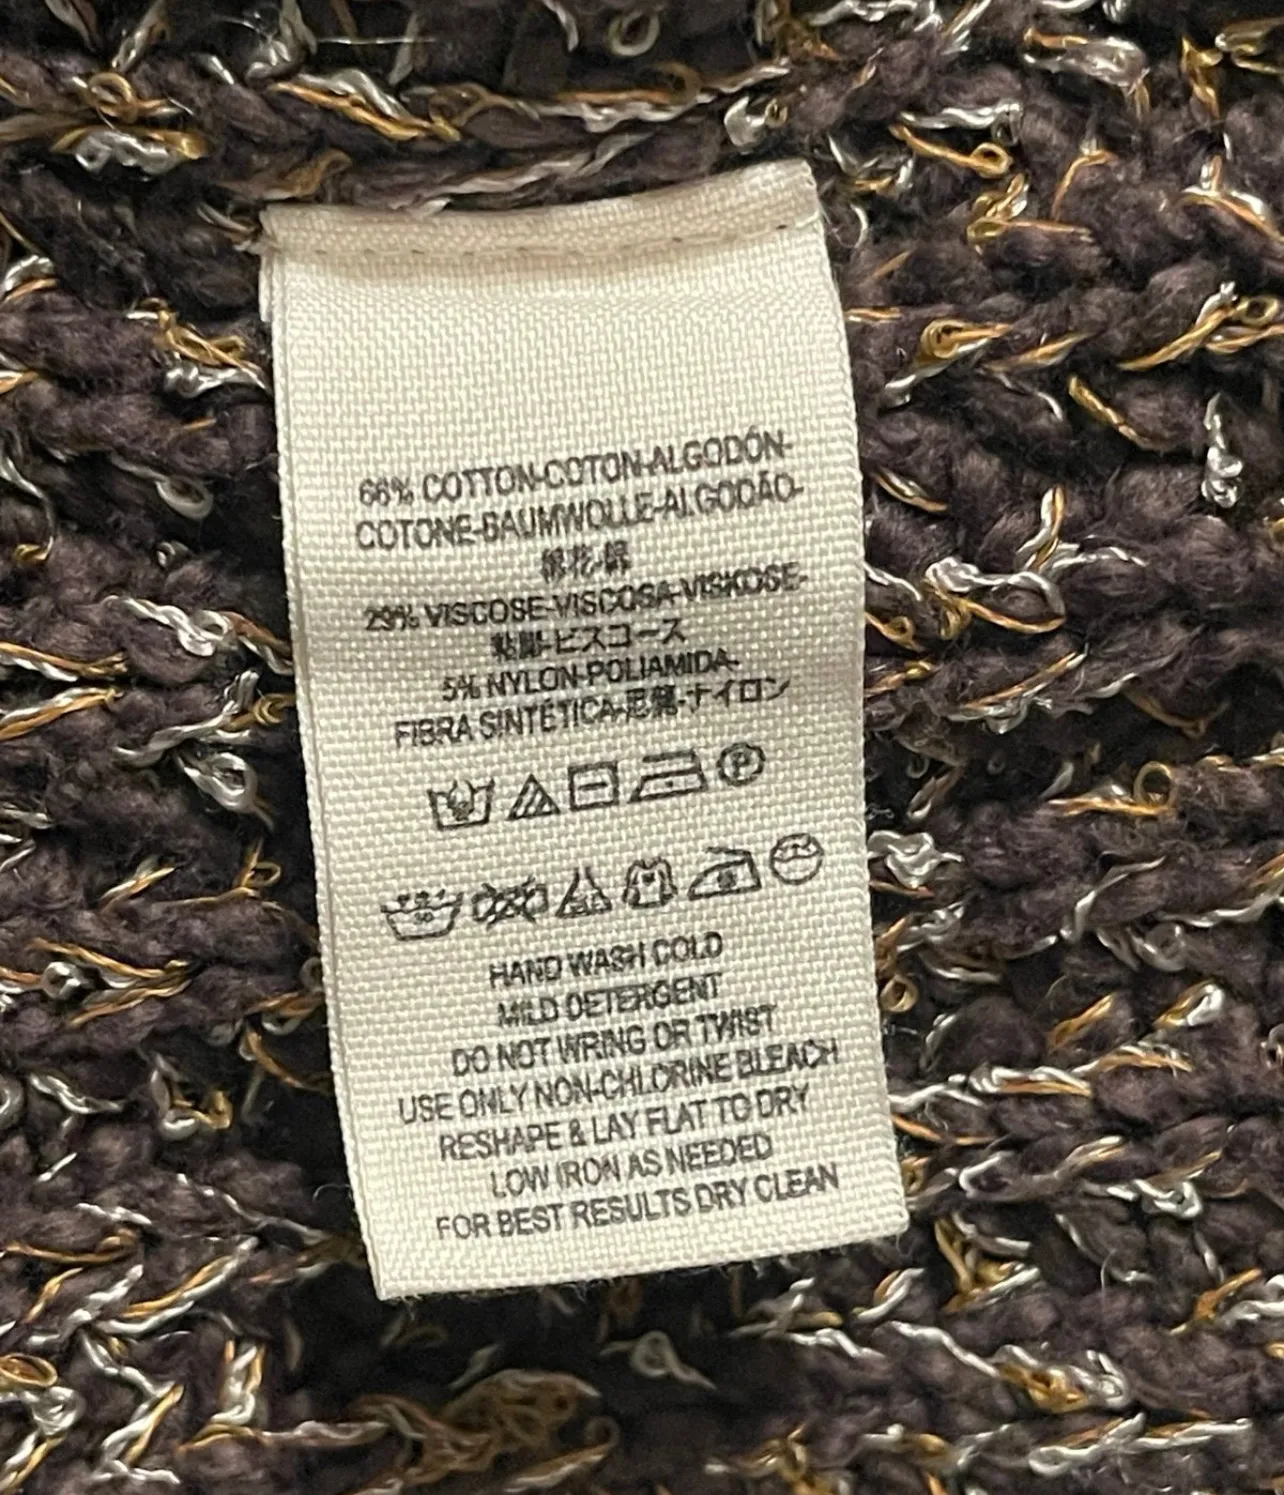 66% COTTON-COTON-ALGODÓN-
COTONE-BAUMWOLLE-ALGODÃO-
棉花-綿
29% VISCOSE-VISCOSA-VISKOSE-
粘膠-ビスコース
5% NYLON-POLIAMIDA-
FIBRA SINTÉTICA-尼龍-ナイロン
P
30
HAND WASH COLD
MILD DETERGENT
DO NOT WRING OR TWIST
USE ONLY NON-CHLORINE BLEACH
RESHAPE & LAY FLAT TO DRY
LOW IRON AS NEEDED
FOR BEST RESULTS DRY CLEAN